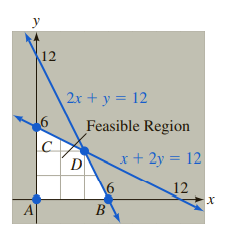 y
12
2x + y = 12
6
Feasible Region
C
D
x + 2y = 12
6
12
x
A
B